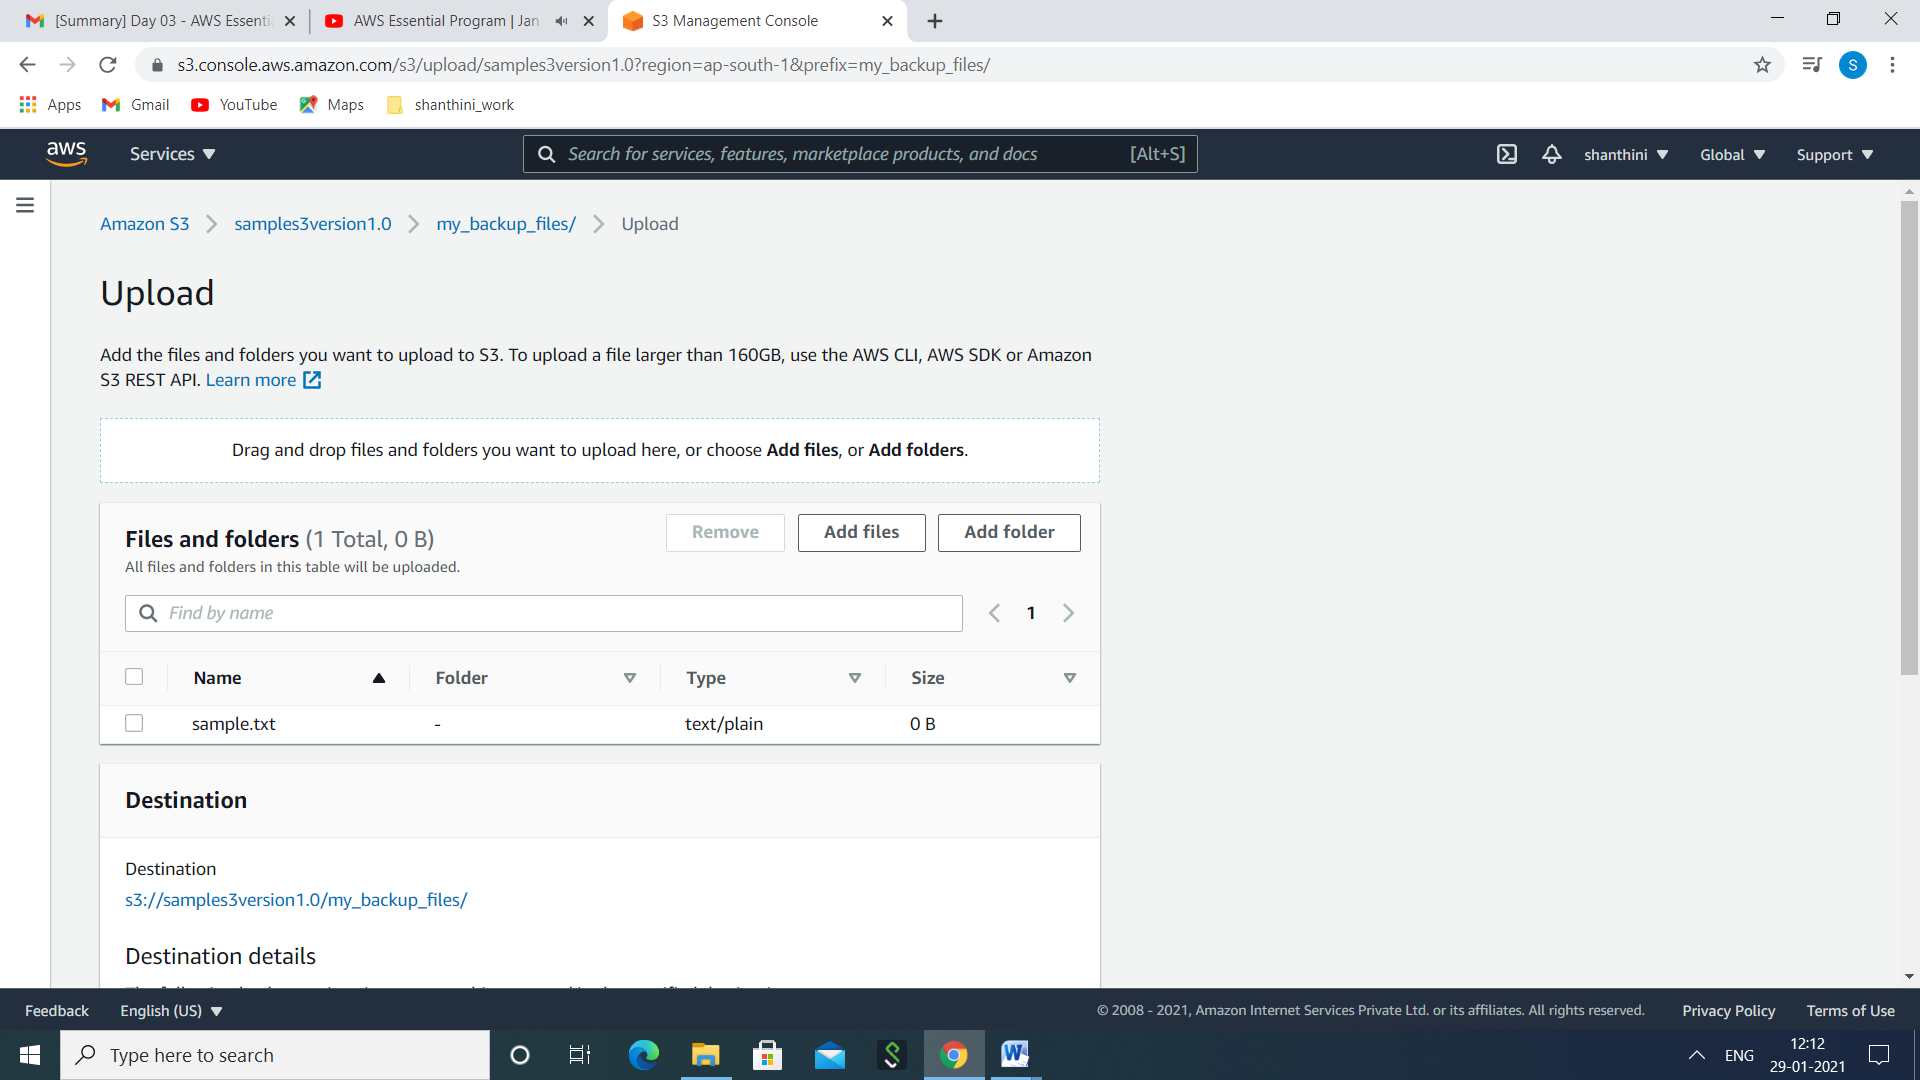 [Summary] Day 03 - AWS Essenti
AWS Essential Program | Jan
S3 Management Console
s3.console.aws.amazon.com/s3/upload/samples3version1.0?region=ap-south-1&prefix=my_backup_files/
S
Apps Gmail YouTube Maps shanthini_work
aws Services Search for services, features, marketplace products, and docs [Alt+S] shanthini Global Support
Amazon S3 samples3version1.0 my_backup_files/ Upload
Upload
Add the files and folders you want to upload to S3. To upload a file larger than 160GB, use the AWS CLI, AWS SDK or Amazon
S3 REST API. Learn more
Drag and drop files and folders you want to upload here, or choose Add files, or Add folders.
Files and folders (1 Total, 0 B) Remove Add files Add folder
All files and folders in this table will be uploaded.
Find by name 1
Name Folder Type Size
sample.txt - text/plain 0 B
Destination
Destination
s3://samples3version1.0/my_backup_files/
Destination details
Feedback English (US) © 2008 - 2021, Amazon Internet Services Private Ltd. or its affiliates. All rights reserved. Privacy Policy Terms of Use
Type here to search ENG 12:12
29-01-2021